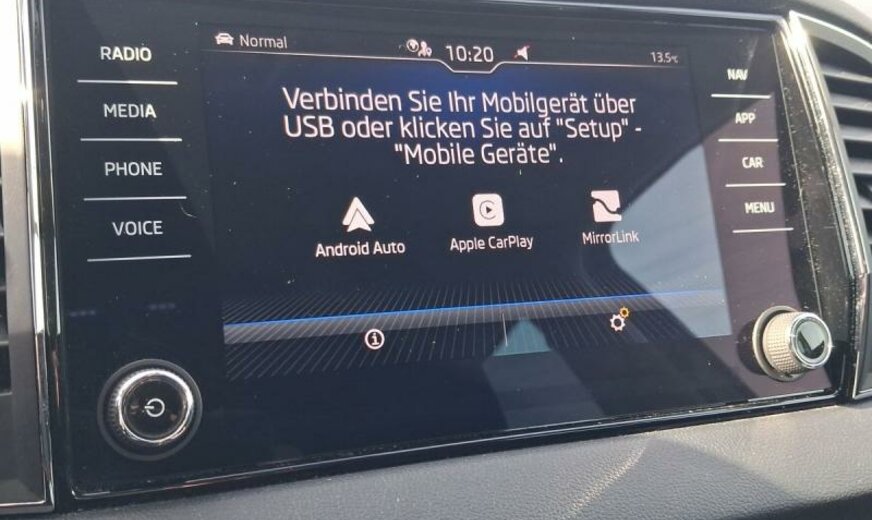 Normal 10:20 13.5°C
Verbinden Sie Ihr Mobilgerät über
USB oder klicken Sie auf "Setup" -
"Mobile Geräte".
Android Auto Apple CarPlay MirrorLink
RADIO
MEDIA
PHONE
VOICE
NAV
APP
CAR
MENU